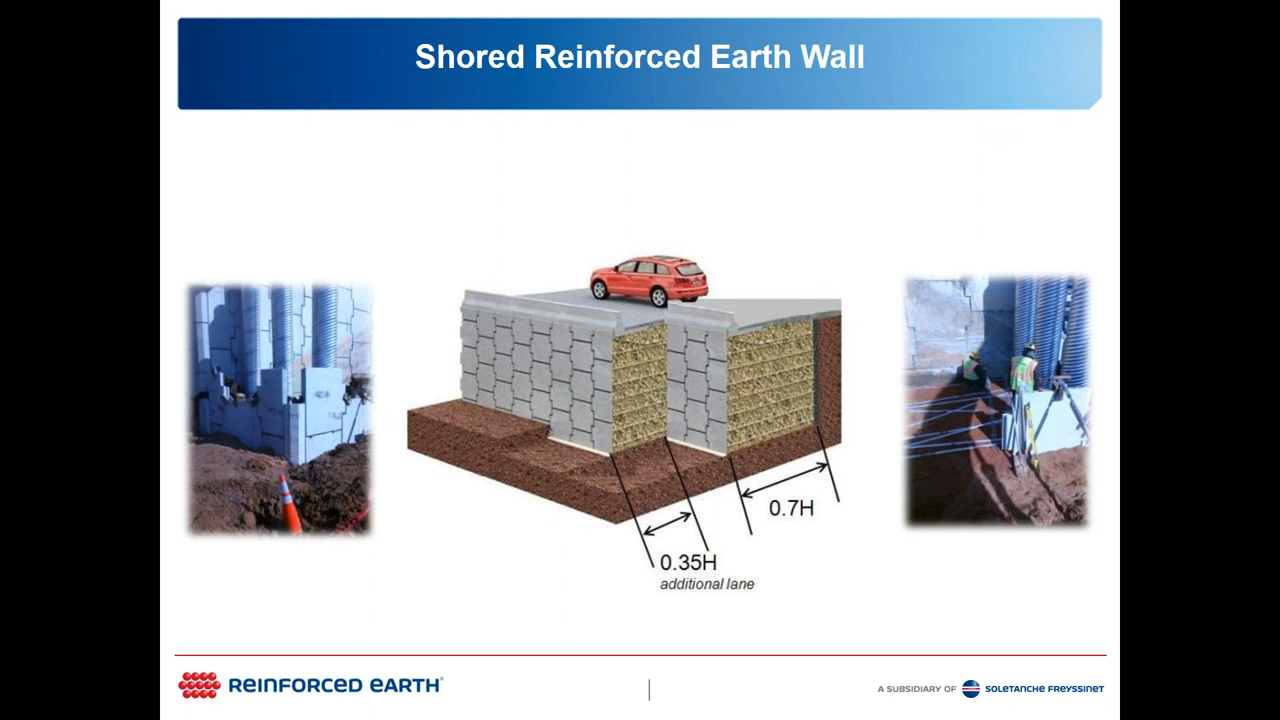 Shored Reinforced Earth Wall
0.7H
0.35H
additional lane
REINFORCED EARTH®
A SUBSIDIARY OF SOLETANCHE FREYSSINET